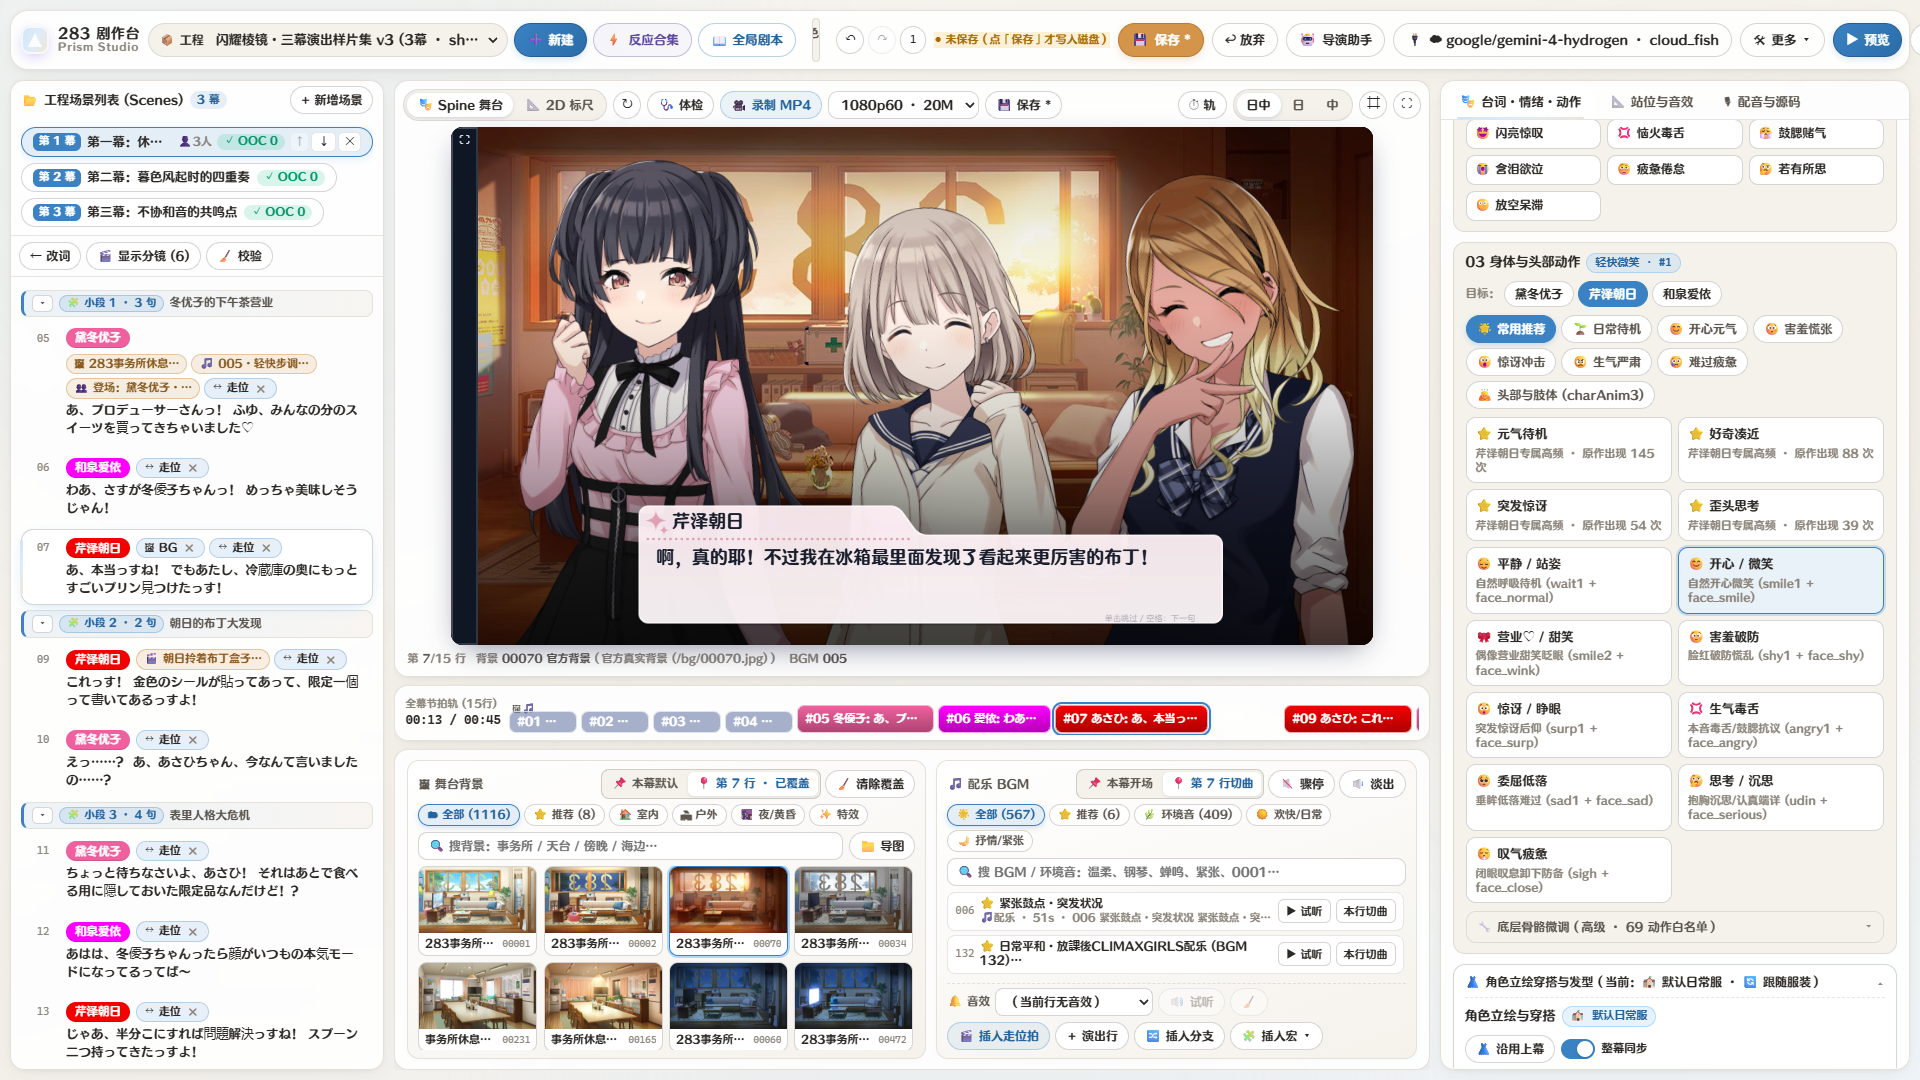 283 剧作台
Prism Studio
工程 闪耀棱镜・三幕演出样片集 v3 (3幕 ・ sh⋯
新建
反应合集
全局剧本
1
未保存 (点「保存」才写入磁盘)
保存 *
↩ 放弃
导演助手
google/gemini-4-hydrogen ・ cloud_fish
更多
▶ 预览
工程场景列表 (Scenes) 3 幕
+ 新增场景
第 1 幕 第一幕：休⋯ 3人 ✓ OOC 0 ↑ ↓ ✕
第 2 幕 第二幕：暮色风起时的四重奏 ✓ OOC 0
第 3 幕 第三幕：不协和音的共鸣点 ✓ OOC 0
← 改词
显示分镜 (6)
校验
小段 1 ・ 3 句 冬优子的下午茶营业
05 黛冬优子
283事务所休息⋯ 005・轻快步调⋯
登场：黛冬优子・⋯ ↔ 走位 ✕
あ、プロデューサーさんっ！ ふゆ、みんなの分のス
イーツを買ってきちゃいました♡
06 和泉爱依 ↔ 走位 ✕
わあ、さすが冬優子ちゃんっ！ めっちゃ美味しそう
じゃん！
07 芹泽朝日 BG ✕ ↔ 走位 ✕
あ、本当っすね！ でもあたし、冷蔵庫の奥にもっと
すごいプリン見つけたっす！
小段 2 ・ 2 句 朝日的布丁大发现
09 芹泽朝日 朝日拎着布丁盒子⋯ ↔ 走位 ✕
これっす！ 金色のシールが貼ってあって、限定一個
って書いてあるっすよ！
10 黛冬优子 ↔ 走位 ✕
えっ……？ あ、あさひちゃん、今なんて言いました
の……？
小段 3 ・ 4 句 表里人格大危机
11 黛冬优子 ↔ 走位 ✕
ちょっと待ちなさいよ、あさひ！ それはあとで食べ
る用に隠しておいた限定品なんだけど！？
12 和泉爱依 ↔ 走位 ✕
あはは、冬優子ちゃんったら顔がいつもの本気モー
ドになってるってば～
13 芹泽朝日 ↔ 走位 ✕
じゃあ、半分こにすれば問題解決っすね！ スプーン
二つ持ってきたっすよ！
Spine 舞台
2D 标尺
体检
录制 MP4
1080p60 ・ 20M
保存 *
轨
日中 日 中
芹泽朝日
啊，真的耶！不过我在冰箱最里面发现了看起来更厉害的布丁！
单击跳过 / 空格：下一句
第 7/15 行 背景 00070 官方背景 ( 官方真实背景 (/bg/00070.jpg) ) BGM 005
全幕节拍轨 (15行)
00:13 / 00:45
#01 ⋯
#02 ⋯
#03 ⋯
#04 ⋯
#05 冬優子: あ、プ⋯
#06 爱依: わあ⋯
#07 あさひ: あ、本当っ⋯
#09 あさひ: これ⋯
舞台背景
本幕默认
第 7 行 ・ 已覆盖
清除覆盖
全部 (1116)
推荐 (8)
室内
户外
夜/黄昏
特效
搜背景：事务所 / 天台 / 傍晚 / 海边⋯
导图
283事务所⋯ 00001
283事务所⋯ 00002
283事务所⋯ 00070
283事务所⋯ 00034
事务所休息⋯ 00231
事务所休息⋯ 00165
283事务所⋯ 00060
283事务所⋯ 00472
配乐 BGM
本幕开场
第 7 行切曲
骤停
淡出
全部 (567)
推荐 (6)
环境音 (409)
欢快/日常
抒情/紧张
搜 BGM / 环境音：温柔、钢琴、蝉鸣、紧张、0001⋯
006 紧张鼓点・突发状况
配乐 ・ 51s ・ 006 紧张鼓点・突发状况 紧张鼓点・突⋯
▶ 试听
本行切曲
132 日常平和・放課後CLIMAXGIRLS配乐 (BGM
132)⋯
▶ 试听
本行切曲
音效
( 当前行无音效 )
试听
插入走位拍
+ 演出行
插入分支
插入宏
台词・情绪・动作
站位与音效
配音与源码
闪亮惊叹
恼火毒舌
鼓腮赌气
含泪欲泣
疲惫倦怠
若有所思
放空呆滞
03 身体与头部动作 轻快微笑 ・ #1
目标： 黛冬优子 芹泽朝日 和泉爱依
常用推荐
日常待机
开心元气
害羞慌张
惊讶冲击
生气严肃
难过疲惫
头部与肢体 (charAnim3)
元气待机
芹泽朝日专属高频 ・ 原作出现 145
次
好奇凑近
芹泽朝日专属高频 ・ 原作出现 88 次
突发惊讶
芹泽朝日专属高频 ・ 原作出现 54 次
歪头思考
芹泽朝日专属高频 ・ 原作出现 39 次
平静 / 站姿
自然呼吸待机 (wait1 +
face_normal)
开心 / 微笑
自然开心微笑 (smile1 +
face_smile)
营业♡ / 甜笑
偶像营业甜笑眨眼 (smile2 +
face_wink)
害羞破防
脸红破防慌乱 (shy1 + face_shy)
惊讶 / 睁眼
突发惊讶后仰 (surp1 +
face_surp)
生气毒舌
本音毒舌/鼓腮抗议 (angry1 +
face_angry)
委屈低落
垂眸低落难过 (sad1 + face_sad)
思考 / 沉思
抱胸沉思/认真端详 (udin +
face_serious)
叹气疲惫
闭眼叹息卸下防备 (sigh +
face_close)
底层骨骼微调 ( 高级 ・ 69 动作白名单 )
角色立绘穿搭与发型 ( 当前： 默认日常服 ・ 跟随服装 )
角色立绘与穿搭 默认日常服
沿用上幕
整幕同步